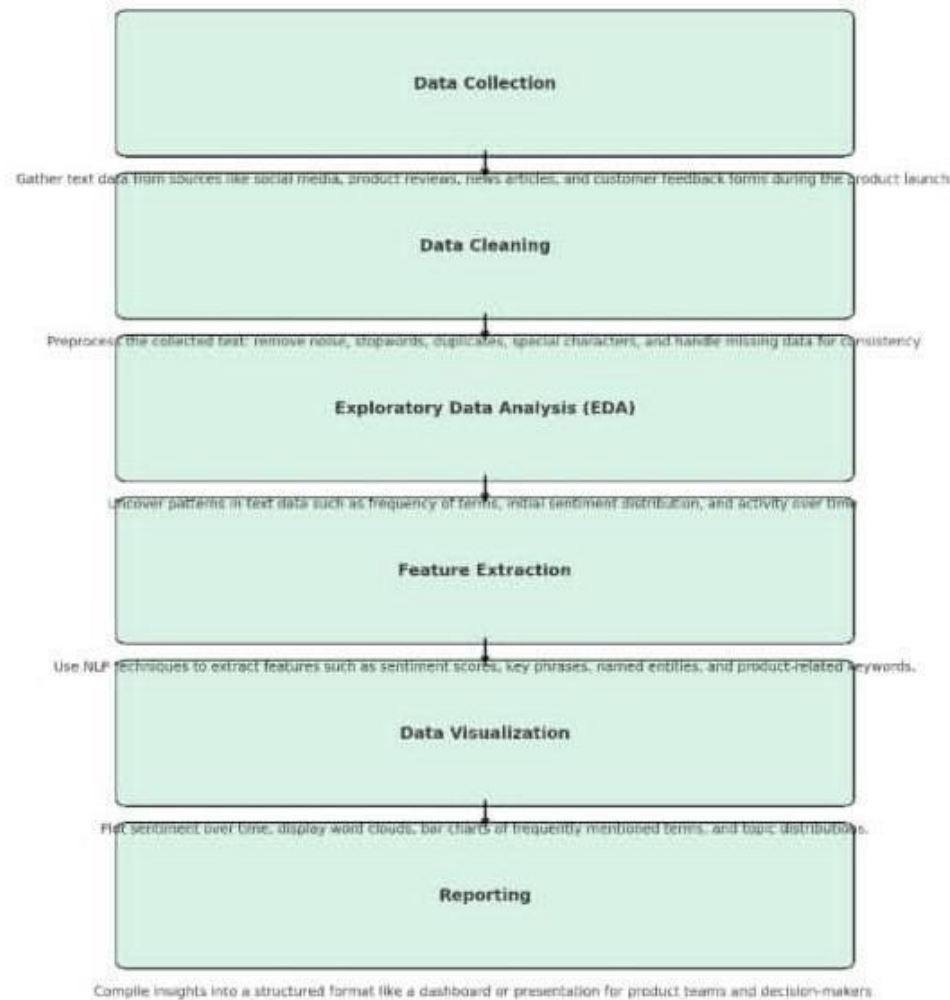 Data Collection
Gather text data from sources like social media, product reviews, news articles, and customer feedback forms during the product launch
Data Cleaning
Preprocess the collected text: remove noise, stopwords, duplicates, special characters, and handle missing data for consistency
Exploratory Data Analysis (EDA)
Uncover patterns in text data such as frequency of terms, initial sentiment distribution, and activity over time
Feature Extraction
Use NLP techniques to extract features such as sentiment scores, key phrases, named entities, and product-related keywords.
Data Visualization
Plot sentiment over time, display word clouds, bar charts of frequently mentioned terms, and topic distributions.
Reporting
Compile insights into a structured format like a dashboard or presentation for product teams and decision-makers